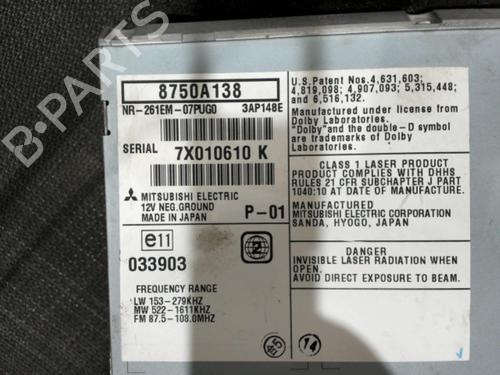 8750A138
NR-261EM-07PUG0 3AP148E
SERIAL 7X010610 K
MITSUBISHI ELECTRIC
12V NEG.GROUND
MADE IN JAPAN P-01
e11
2
033903
FREQUENCY RANGE
LW 153-279KHZ
MW 522-1611KHZ
FM 87.5-108.0MHZ
U.S.Patent Nos.4,631,603;
4,819,098; 4,907,093; 5,315,448;
and 6,516,132.
Manufactured under license from
Dolby Laboratories.
"Dolby" and the double-D symbol
are trademarks of Dolby
Laboratories.
CLASS 1 LASER PRODUCT
PRODUCT COMPLIES WITH DHHS
RULES 21 CFR SUBCHAPTER J PART
1040:10 AT DATE OF MANUFACTURE.
MANUFACTURED
MITSUBISHI ELECTRIC CORPORATION
SANDA, HYOGO, JAPAN
DANGER
INVISIBLE LASER RADIATION WHEN
OPEN.
AVOID DIRECT EXPOSURE TO BEAM.
14
B-PARTS